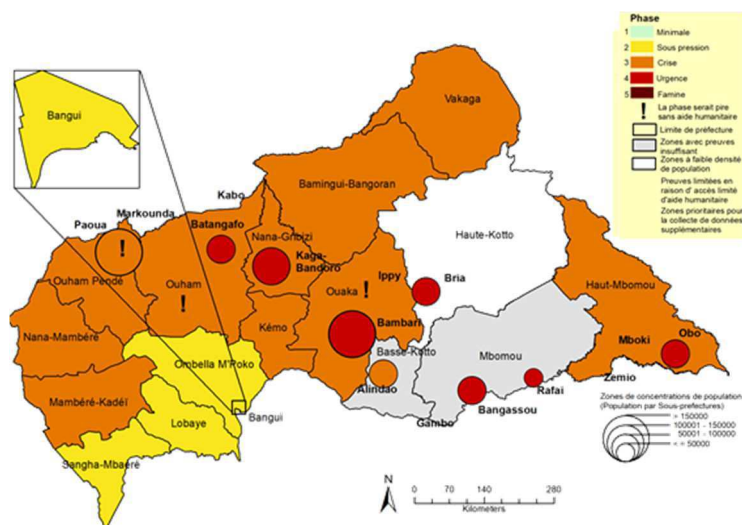 Phase
1 Minimale
2 Sous pression
3 Crise
4 Urgence
5 Famine
! La phase serait pire
sans aide humanitaire
Limite de préfecture
Zones avec preuves
insuffisant
Zones à faible densité
de population
Preuves limitées en
raison d' accès limité
d'aide humanitaire
Zones prioritaires pour
la collecte de données
supplémentaires
Bangui
Vakaga
Bamingui-Bangoran
Kabo
Markounda
Paoua
!
Batangafo
Nana-Gribizi
Kaga-
Bandoro
Haute-Kotto
Ouham Pendé
Ouham
!
Ippy
Ouaka !
Bria
Haut-Mbomou
Nana-Mambéré
Kémo
Bambari
Obo
Mboki
Ombella M'Poko
Basse-Kotto
Mbomou
Alindao
Rafai
Zemio
Mambéré-Kadéï
Lobaye
Bangui
Gambo
Bangassou
Sangha-Mbaéré
Zones de concentrations de population
(Population par Sous-prefectures)
> 150000
100001 - 150000
50001 - 100000
< = 50000
N
0 70 140 280
Kilometers